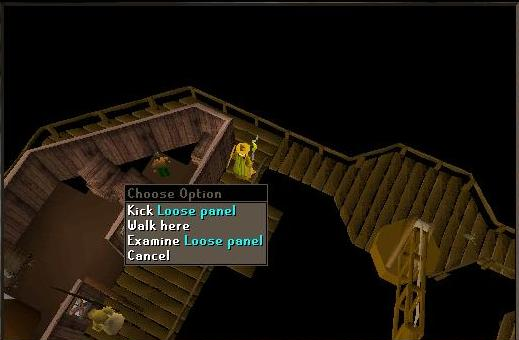 Choose Option
Kick Loose panel
Walk here
Examine Loose panel
Cancel